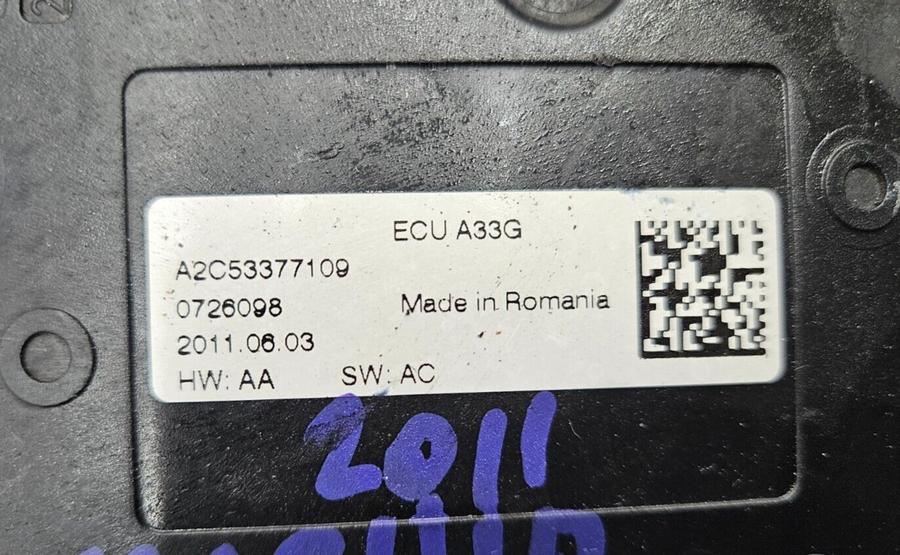 ECU A33G
A2C53377109
0726098 Made in Romania
2011.06.03
HW: AA SW: AC
2011